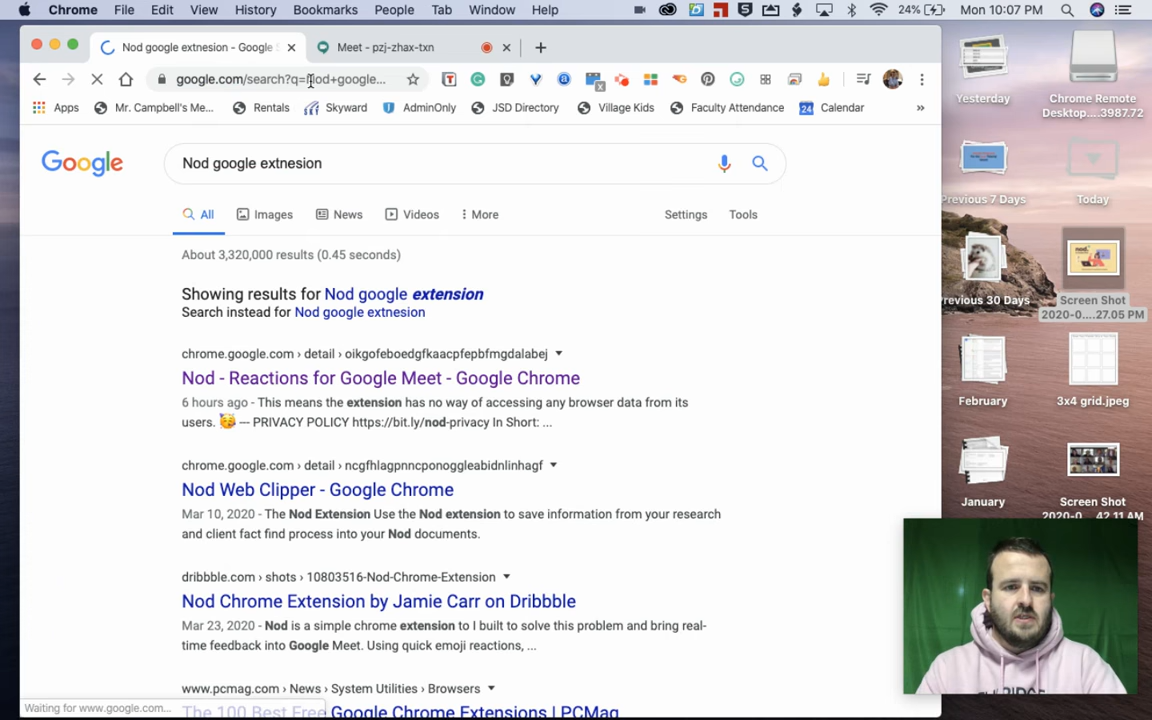 Chrome File Edit View History Bookmarks People Tab Window Help 24% Mon 10:07 PM
Nod google extnesion - Google Meet - pzj-zhax-txn
google.com/search?q=Nod+google...
Apps Mr. Campbell's Me... Rentals Skyward AdminOnly JSD Directory Village Kids Faculty Attendance 24 Calendar »
Google Nod google extnesion
All Images News Videos More Settings Tools
About 3,320,000 results (0.45 seconds)
Showing results for Nod google extension
Search instead for Nod google extnesion
chrome.google.com › detail › oikgofeboedgfkaacpfepbfmgdalabej
Nod - Reactions for Google Meet - Google Chrome
6 hours ago - This means the extension has no way of accessing any browser data from its
users. 🥳 --- PRIVACY POLICY https://bit.ly/nod-privacy In Short: ...
chrome.google.com › detail › ncgfhlagpnncponoggleabidnlinhagf
Nod Web Clipper - Google Chrome
Mar 10, 2020 - The Nod Extension Use the Nod extension to save information from your research
and client fact find process into your Nod documents.
dribbble.com › shots › 10803516-Nod-Chrome-Extension
Nod Chrome Extension by Jamie Carr on Dribbble
Mar 23, 2020 - Nod is a simple chrome extension to I built to solve this problem and bring real-
time feedback into Google Meet. Using quick emoji reactions, ...
www.pcmag.com › News › System Utilities › Browsers
The 100 Best Free Google Chrome Extensions | PCMag
Waiting for www.google.com...
Yesterday
Chrome Remote
Desktop....3987.72
Previous 7 Days
Today
Previous 30 Days
Screen Shot
2020-0....27.05 PM
February
3x4 grid.jpeg
January
Screen Shot
2020-0....42.11 AM